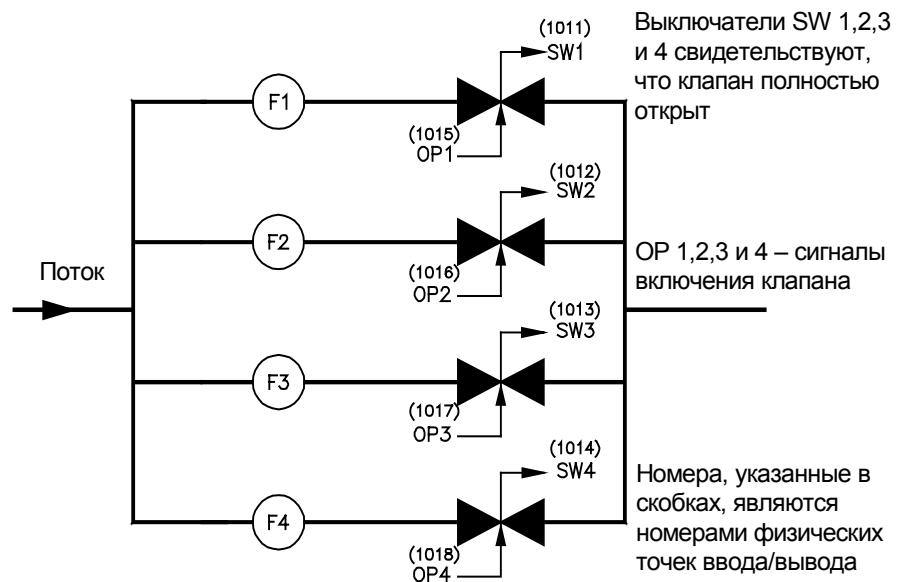 (1011)
SW1
Выключатели SW 1,2,3
и 4 свидетельствуют,
что клапан полностью
открыт
F1
(1015)
OP1
(1012)
SW2
F2
(1016)
OP2
OP 1,2,3 и 4 – сигналы
включения клапана
Поток
(1013)
SW3
F3
(1017)
OP3
(1014)
SW4
F4
(1018)
OP4
Номера, указанные в
скобках, являются
номерами физических
точек ввода/вывода